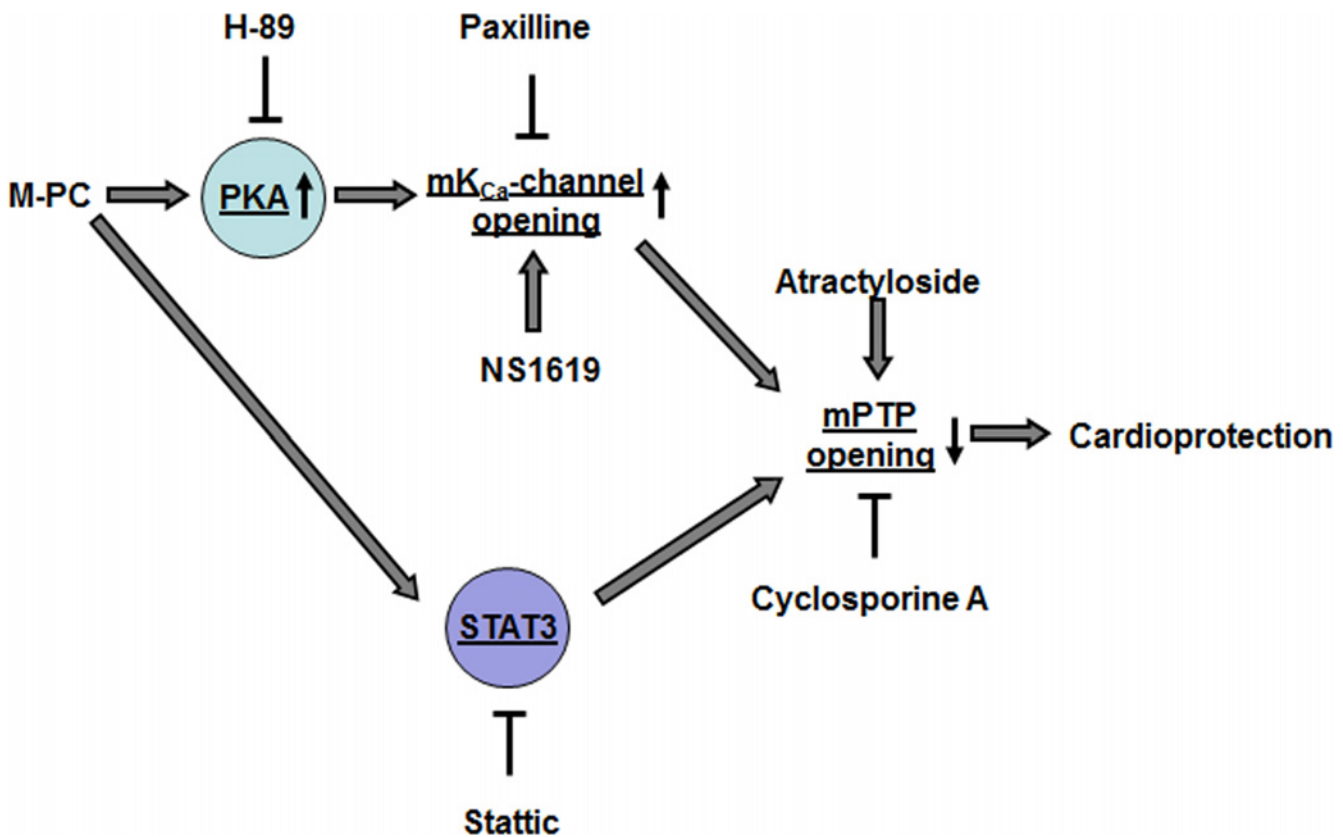 H-89
Paxilline
M-PC
PKA
mKCa-channel
opening
Atractyloside
NS1619
mPTP
opening
Cardioprotection
Cyclosporine A
STAT3
Stattic